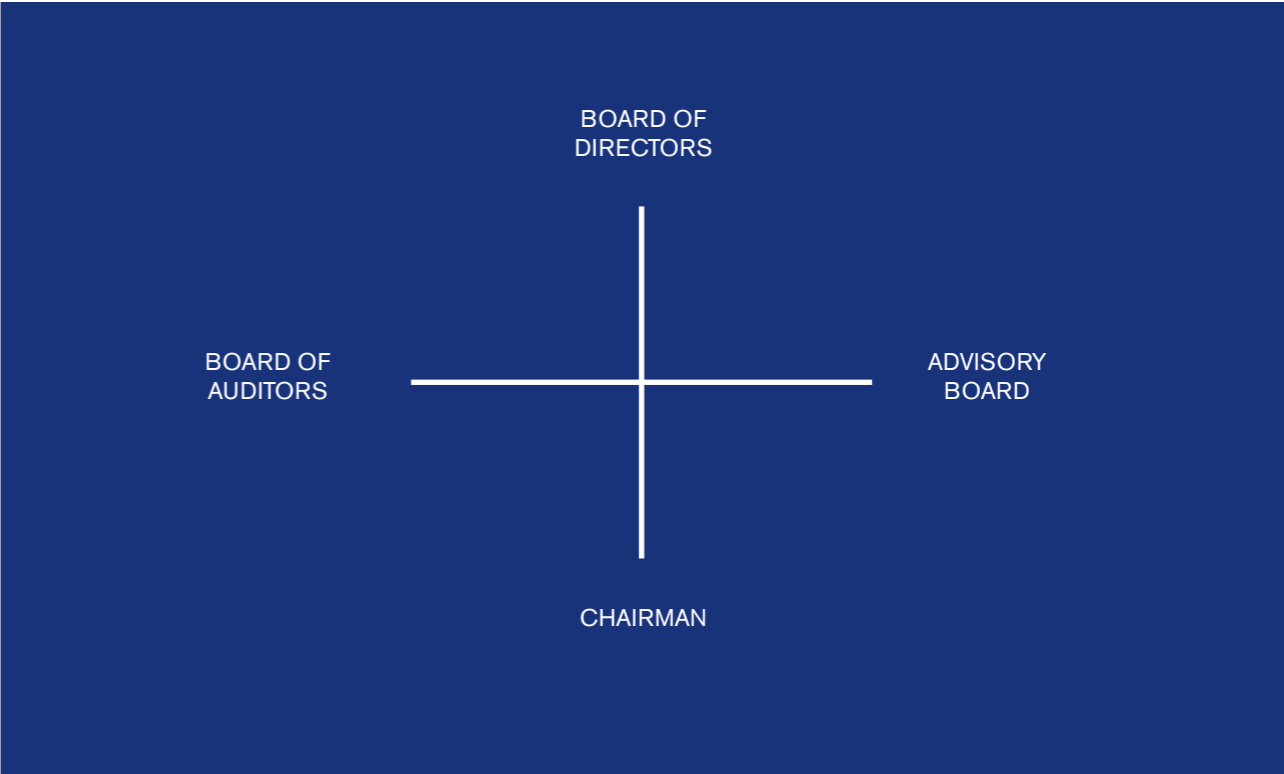 BOARD OF
DIRECTORS
BOARD OF
AUDITORS
ADVISORY
BOARD
CHAIRMAN